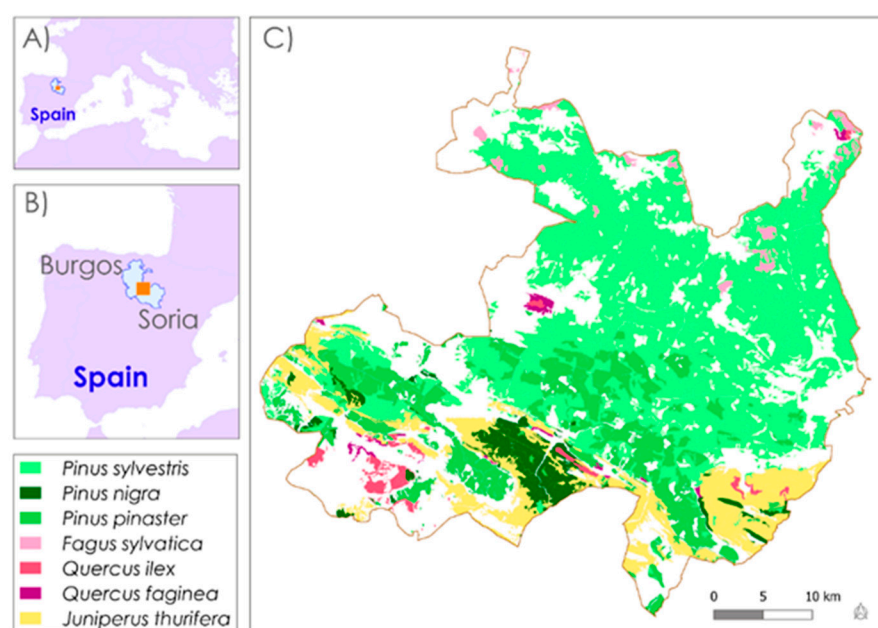 A)
Spain
B)
Burgos
Soria
Spain
Pinus sylvestris
Pinus nigra
Pinus pinaster
Fagus sylvatica
Quercus ilex
Quercus faginea
Juniperus thurifera
C)
0 5 10 km